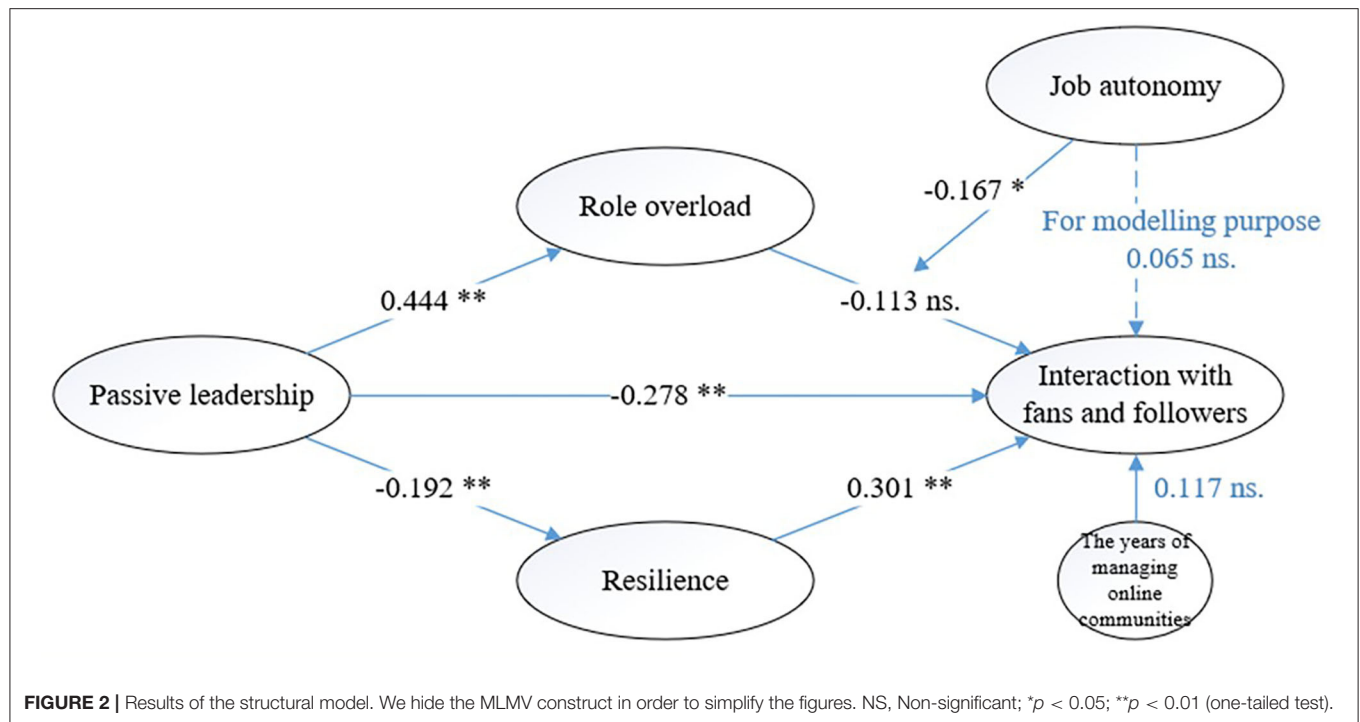 Job autonomy
-0.167 *
Role overload
For modelling purpose
0.065 ns.
0.444 **
-0.113 ns.
Passive leadership
-0.278 **
Interaction with
fans and followers
-0.192 **
0.301 **
0.117 ns.
Resilience
The years of
managing
online
communities
FIGURE 2 | Results of the structural model. We hide the MLMV construct in order to simplify the figures. NS, Non-significant; *p < 0.05; **p < 0.01 (one-tailed test).